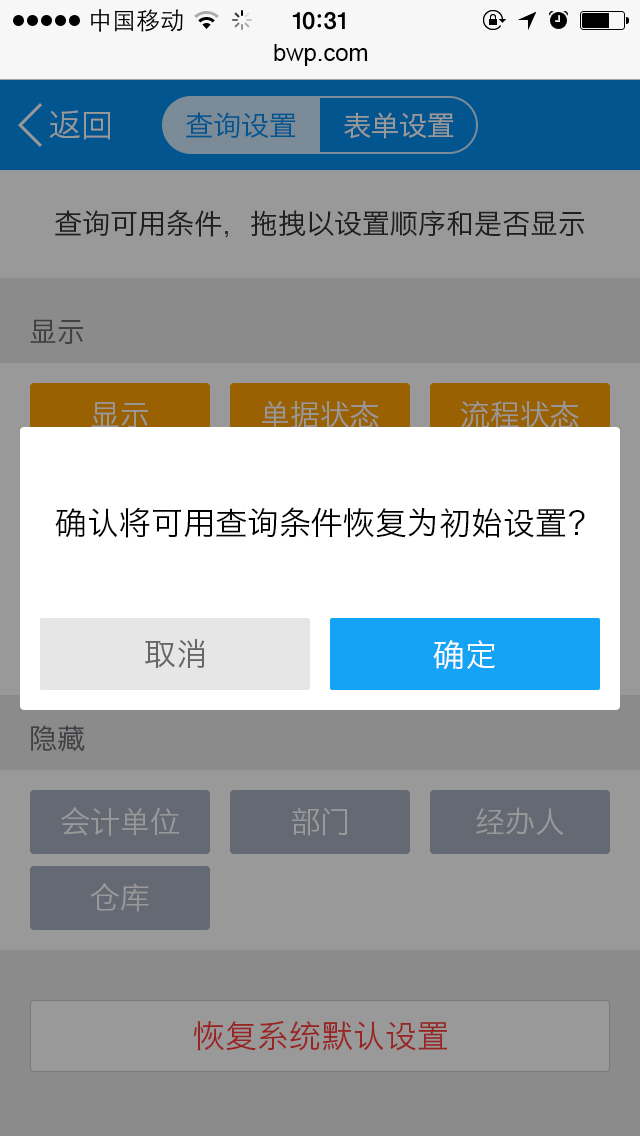 中国移动 10:31
bwp.com
返回 查询设置 表单设置
查询可用条件，拖拽以设置顺序和是否显示
显示
显示 单据状态 流程状态
确认将可用查询条件恢复为初始设置?
取消 确定
隐藏
会计单位 部门 经办人
仓库
恢复系统默认设置